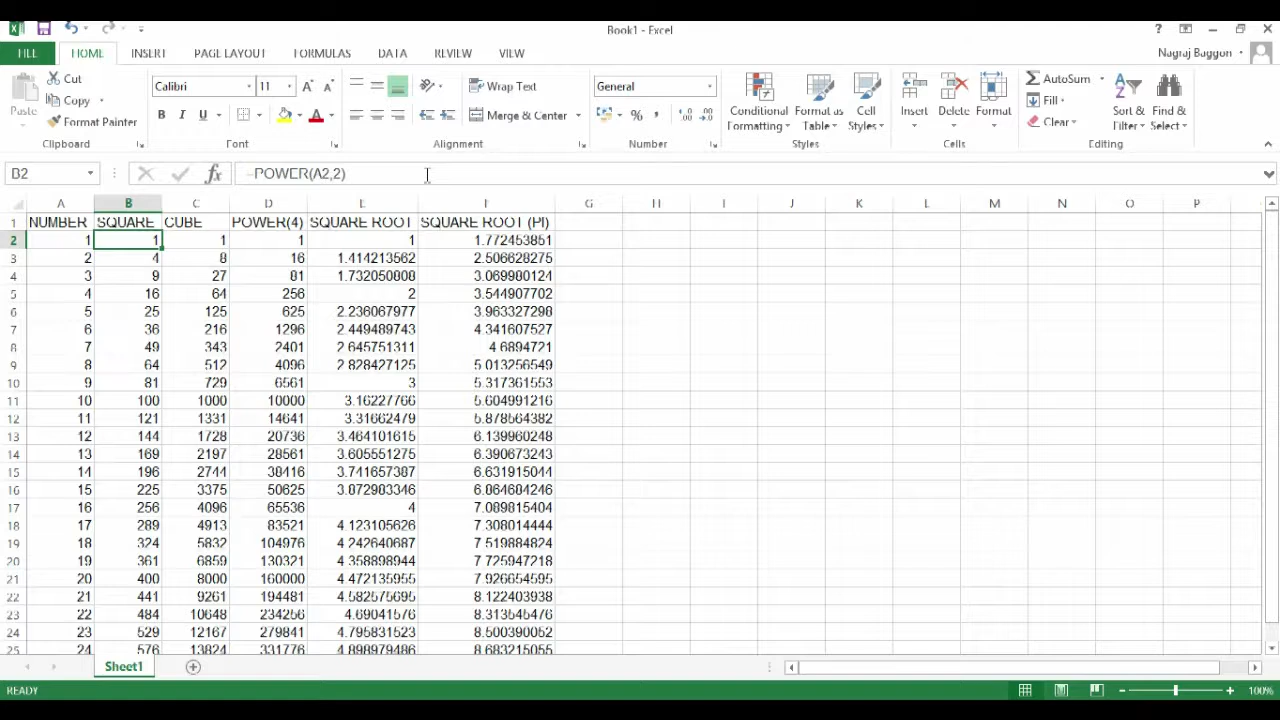 Book1 - Excel
FILE HOME INSERT PAGE LAYOUT FORMULAS DATA REVIEW VIEW Nagraj Baggon
Cut
Copy
Format Painter
Paste
Clipboard
Calibri 11
B I U
Font
Wrap Text
Merge & Center
Alignment
General
%
Number
Conditional Formatting
Format as Table
Cell Styles
Styles
Insert Delete Format
AutoSum
Fill
Clear
Sort & Filter
Find & Select
Editing
B2 fx =POWER(A2,2)
A B C D E F G H I J K L M N O P
1 NUMBER SQUARE CUBE POWER(4) SQUARE ROOT SQUARE ROOT (PI)
2 1 1 1 1 1 1.772453851
3 2 4 8 16 1.414213562 2.506628275
4 3 9 27 81 1.732050808 3.069980124
5 4 16 64 256 2 3.544907702
6 5 25 125 625 2.236067977 3.963327298
7 6 36 216 1296 2.449489743 4.341607527
8 7 49 343 2401 2.645751311 4.6894721
9 8 64 512 4096 2.828427125 5.013256549
10 9 81 729 6561 3 5.317361553
11 10 100 1000 10000 3.16227766 5.604991216
12 11 121 1331 14641 3.31662479 5.878564382
13 12 144 1728 20736 3.464101615 6.139960248
14 13 169 2197 28561 3.605551275 6.390673243
15 14 196 2744 38416 3.741657387 6.631915044
16 15 225 3375 50625 3.872983346 6.864684246
17 16 256 4096 65536 4 7.089815404
18 17 289 4913 83521 4.123105626 7.308014444
19 18 324 5832 104976 4.242640687 7.519884824
20 19 361 6859 130321 4.358898944 7.725947218
21 20 400 8000 160000 4.472135955 7.926654595
22 21 441 9261 194481 4.582575695 8.122403938
23 22 484 10648 234256 4.69041576 8.313545476
24 23 529 12167 279841 4.795831523 8.500390052
25 24 576 13824 331776 4.898979486 8.683215055
Sheet1
READY 100%